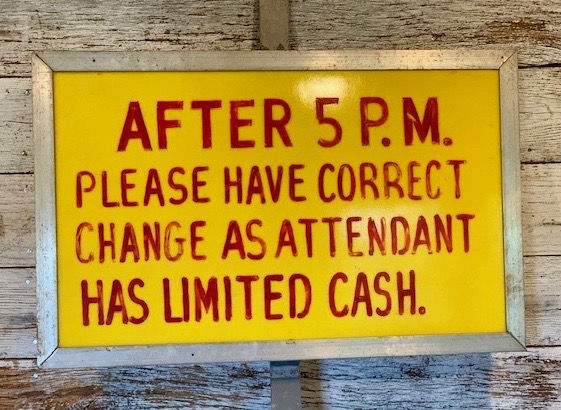 AFTER 5 P.M.
PLEASE HAVE CORRECT
CHANGE AS ATTENDANT
HAS LIMITED CASH.